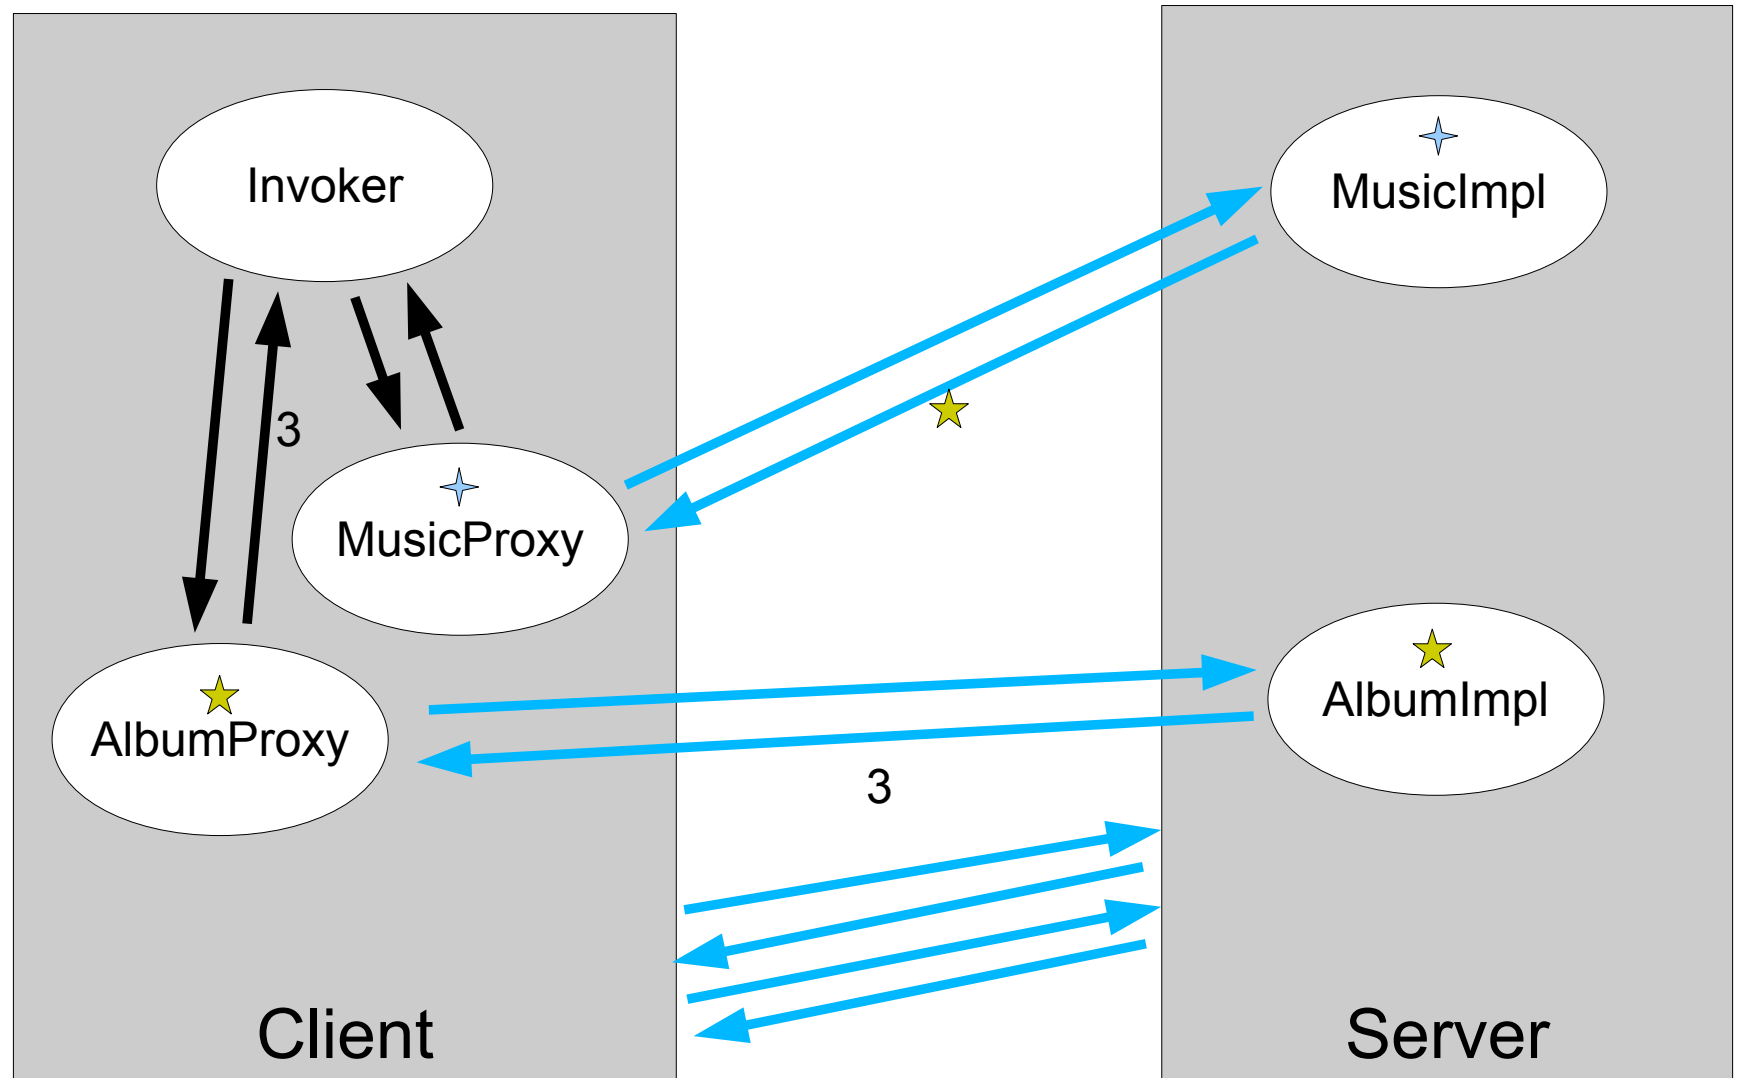 Invoker
MusicImpl
3
MusicProxy
AlbumImpl
AlbumProxy
3
Client
Server